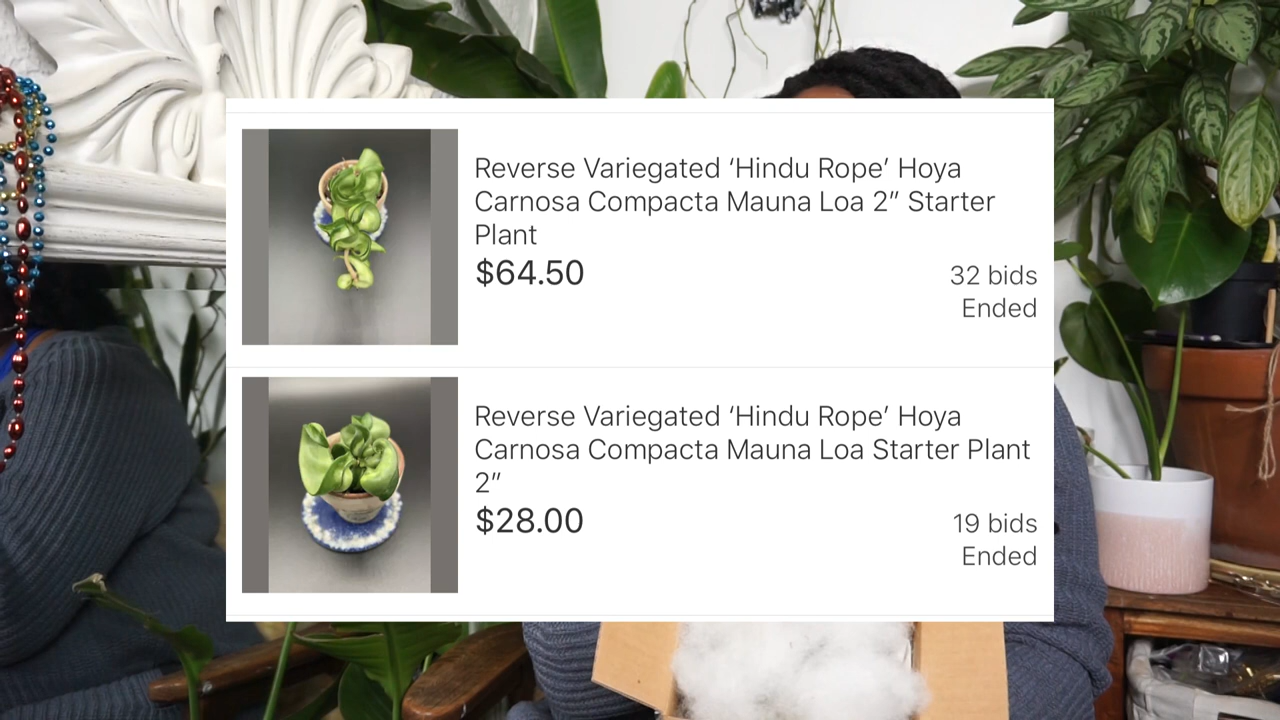 Reverse Variegated ‘Hindu Rope’ Hoya
Carnosa Compacta Mauna Loa 2” Starter
Plant
$64.50
32 bids
Ended
Reverse Variegated ‘Hindu Rope’ Hoya
Carnosa Compacta Mauna Loa Starter Plant
2”
$28.00
19 bids
Ended